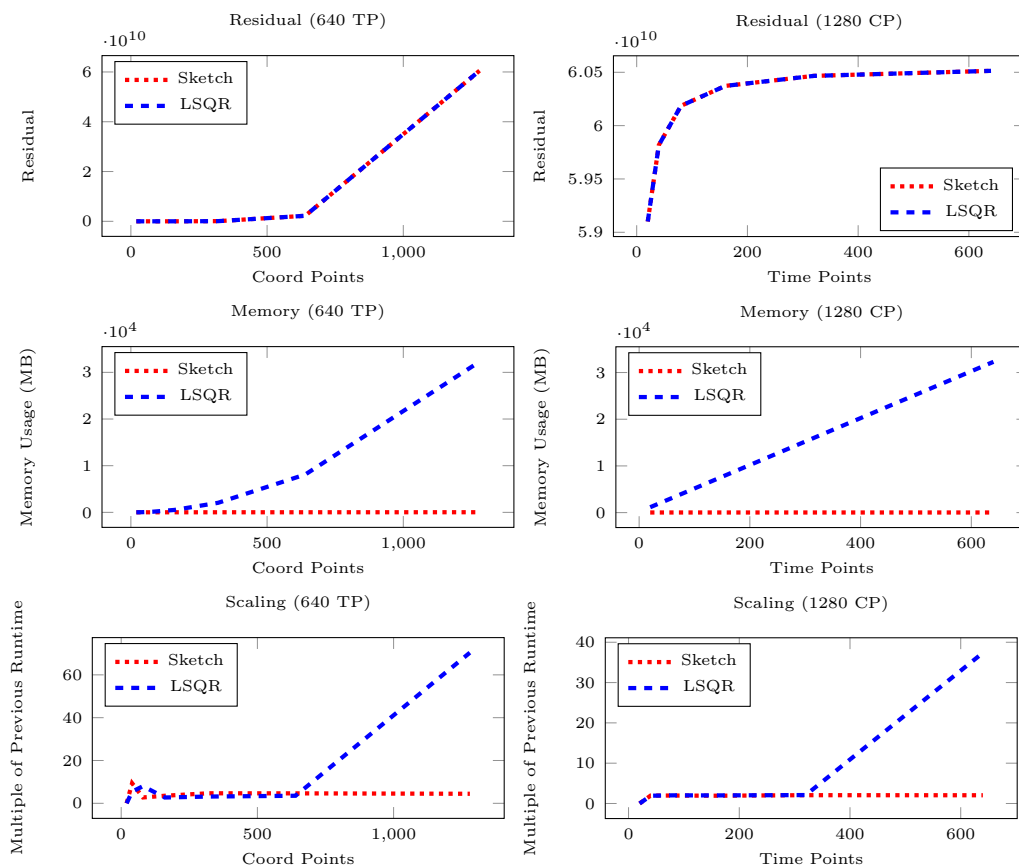 Residual (640 TP)
·10^10
6
4
2
0
Residual
0
500
1,000
Coord Points
Sketch
LSQR
Residual (1280 CP)
·10^10
6.05
6
5.95
5.9
Residual
0
200
400
600
Time Points
Sketch
LSQR
Memory (640 TP)
·10^4
3
2
1
0
Memory Usage (MB)
0
500
1,000
Coord Points
Sketch
LSQR
Memory (1280 CP)
·10^4
3
2
1
0
Memory Usage (MB)
0
200
400
600
Time Points
Sketch
LSQR
Scaling (640 TP)
60
40
20
0
Multiple of Previous Runtime
0
500
1,000
Coord Points
Sketch
LSQR
Scaling (1280 CP)
40
30
20
10
0
Multiple of Previous Runtime
0
200
400
600
Time Points
Sketch
LSQR